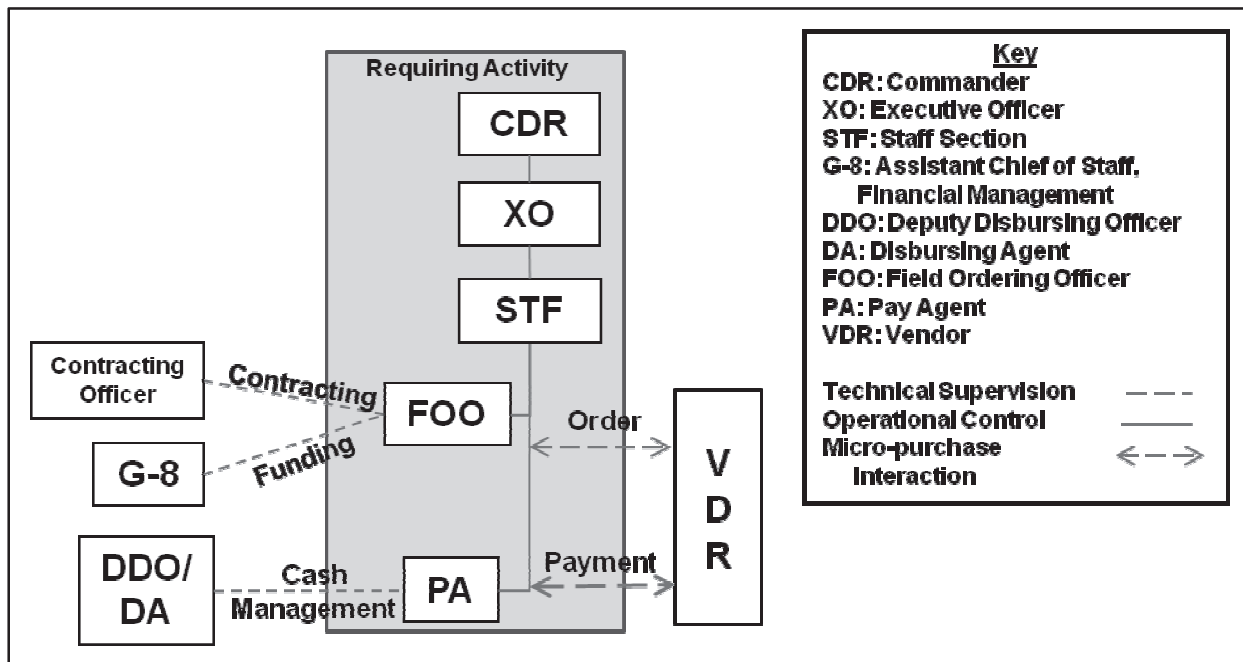 Requiring Activity
CDR
XO
STF
Contracting
Officer
Contracting
FOO
G-8
Funding
Order
DDO/
DA
Cash
Management
PA
Payment
V
D
R
Key
CDR: Commander
XO: Executive Officer
STF: Staff Section
G-8: Assistant Chief of Staff,
Financial Management
DDO: Deputy Disbursing Officer
DA: Disbursing Agent
FOO: Field Ordering Officer
PA: Pay Agent
VDR: Vendor
Technical Supervision
Operational Control
Micro-purchase
Interaction